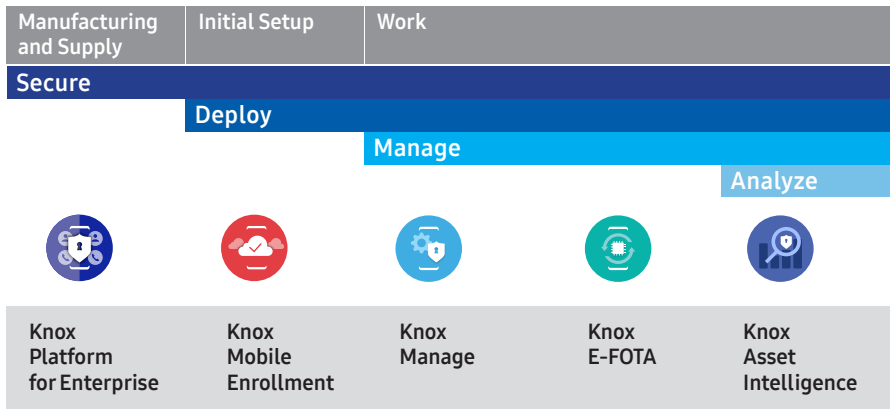 Manufacturing
and Supply
Initial Setup
Work
Secure
Deploy
Manage
Analyze
Knox
Platform
for Enterprise
Knox
Mobile
Enrollment
Knox
Manage
Knox
E-FOTA
Knox
Asset
Intelligence